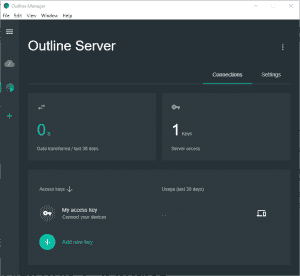 Outline Manager
File Edit View Window Help
Outline Server
Connections Settings
0 B
Data transferred / last 30 days
1 Keys
Server access
Access keys Usage (last 30 days)
My access key
Connect your devices
Add new key